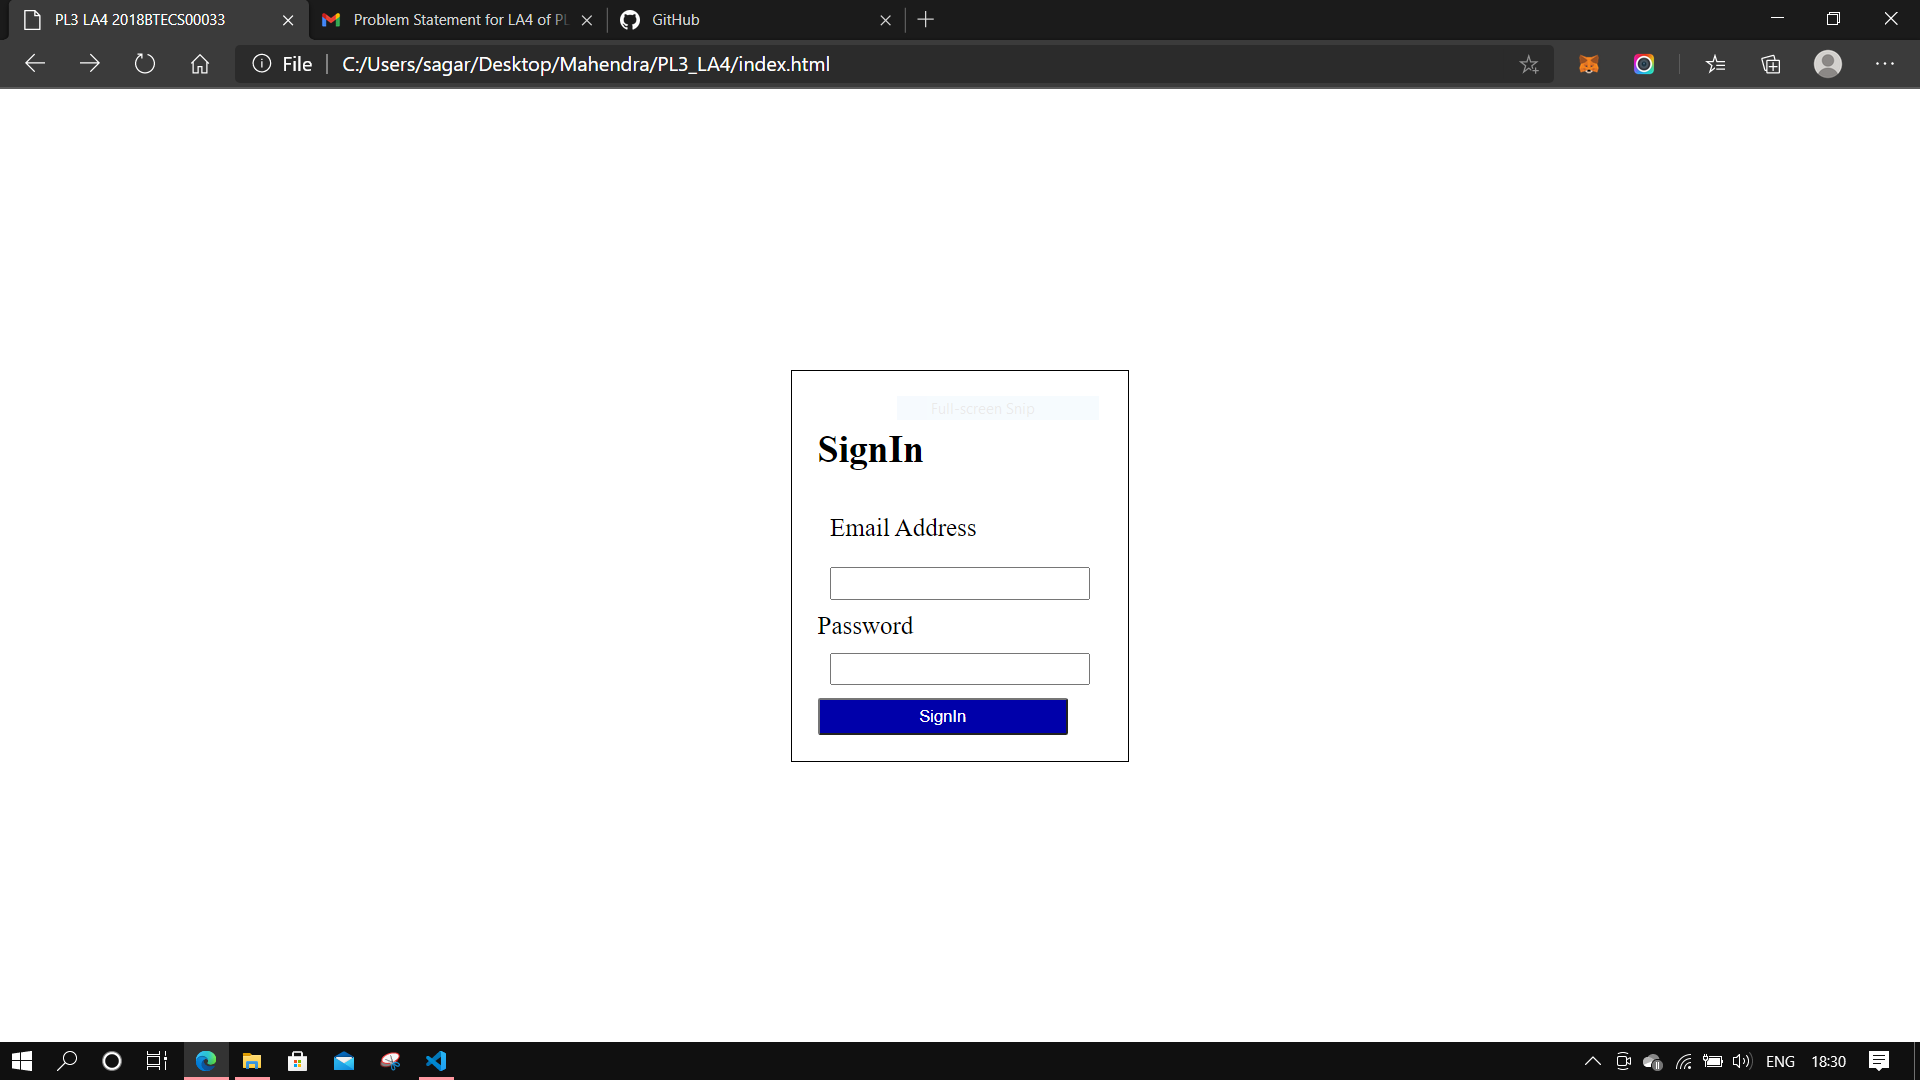 PL3 LA4 2018BTECS00033
Problem Statement for LA4 of PL
GitHub
File
C:/Users/sagar/Desktop/Mahendra/PL3_LA4/index.html
Full-screen Snip
SignIn
Email Address
Password
SignIn
ENG
18:30